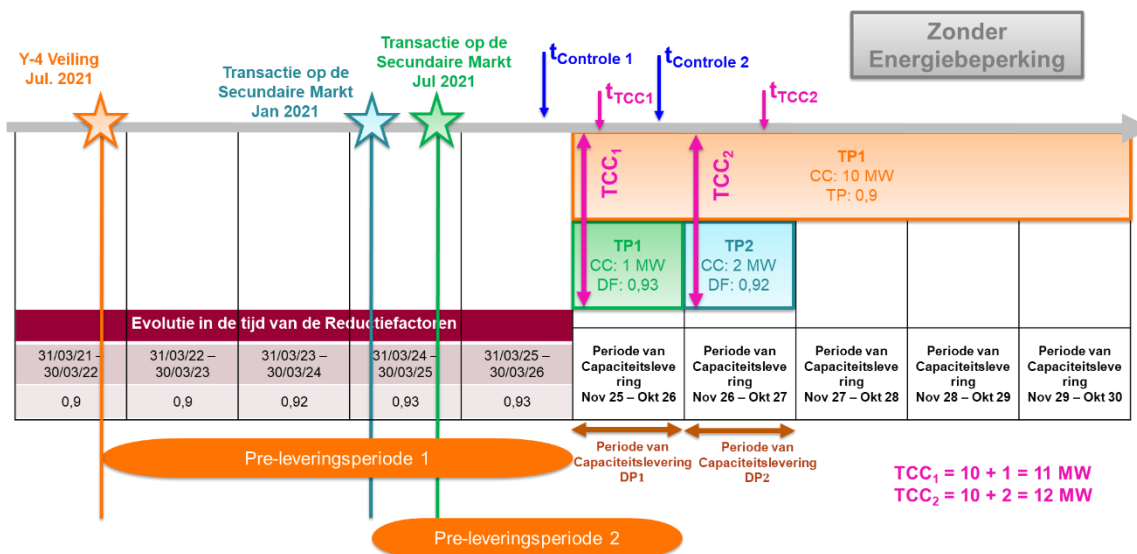 Zonder
Energiebeperking
Y-4 Veiling
Jul. 2021
Transactie op de
Secundaire Markt
Jan 2021
Transactie op de
Secundaire Markt
Jul 2021
tControle 1
tControle 2
tTCC1
tTCC2
TCC1
TCC2
TP1
CC: 10 MW
TP: 0,9
TP1
CC: 1 MW
DF: 0,93
TP2
CC: 2 MW
DF: 0,92
Evolutie in de tijd van de Reductiefactoren
31/03/21 –
30/03/22
31/03/22 –
30/03/23
31/03/23 –
30/03/24
31/03/24 –
30/03/25
31/03/25 –
30/03/26
0,9
0,9
0,92
0,93
0,93
Periode van
Capaciteitsleve
ring
Nov 25 – Okt 26
Periode van
Capaciteitsleve
ring
Nov 26 – Okt 27
Periode van
Capaciteitsleve
ring
Nov 27 – Okt 28
Periode van
Capaciteitsleve
ring
Nov 28 – Okt 29
Periode van
Capaciteitsleve
ring
Nov 29 – Okt 30
Periode van
Capaciteitslevering
DP1
Periode van
Capaciteitslevering
DP2
Pre-leveringsperiode 1
Pre-leveringsperiode 2
TCC1 = 10 + 1 = 11 MW
TCC2 = 10 + 2 = 12 MW